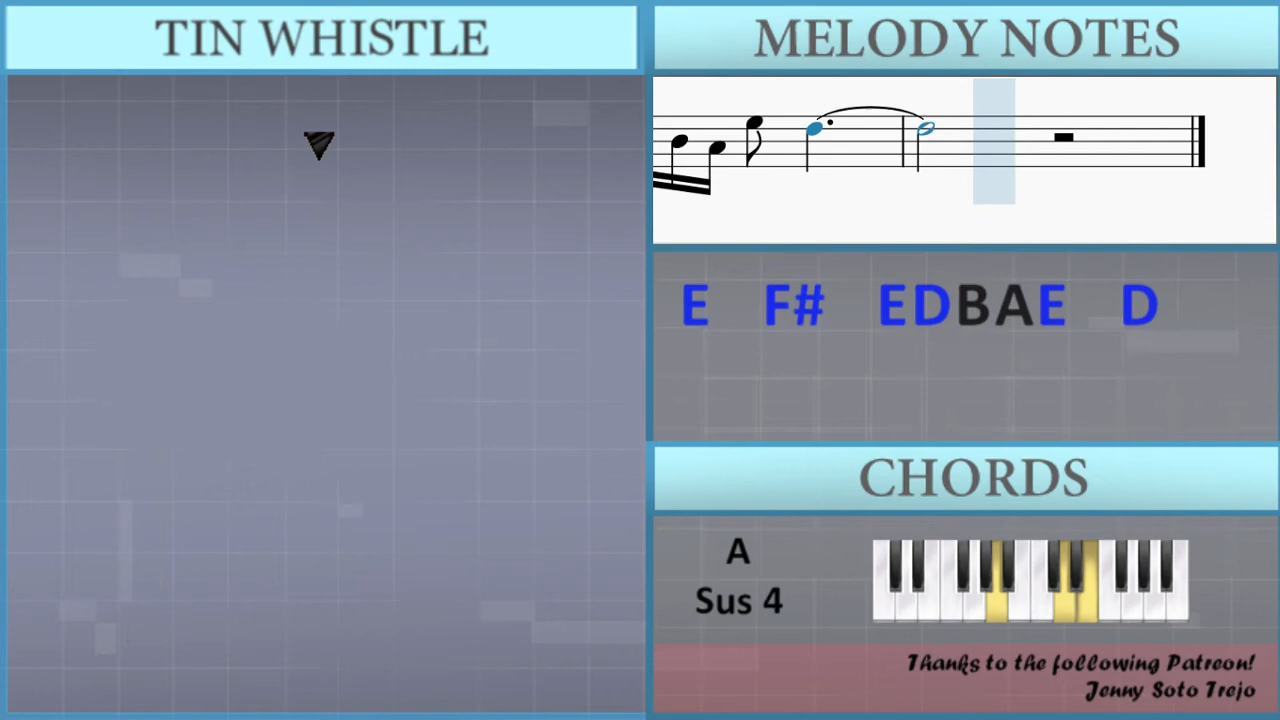 TIN WHISTLE
MELODY NOTES
E F# EDBAE D
CHORDS
A
Sus 4
Thanks to the following Patreon!
Jenny Soto Trejo